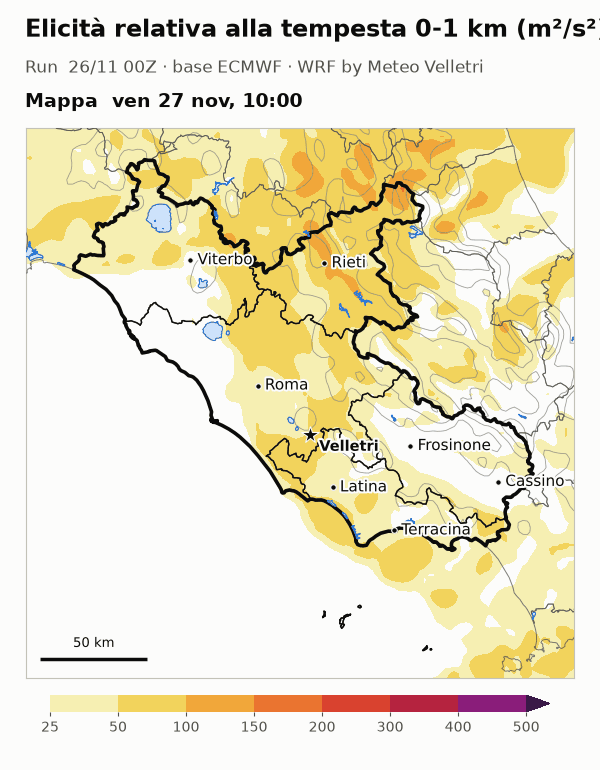 Elicità relativa alla tempesta 0-1 km (m²/s²)
Run 26/11 00Z · base ECMWF · WRF by Meteo Velletri
Mappa ven 27 nov, 10:00
Viterbo
Rieti
Roma
Velletri
Frosinone
Cassino
Latina
Terracina
50 km
25 50 100 150 200 300 400 500